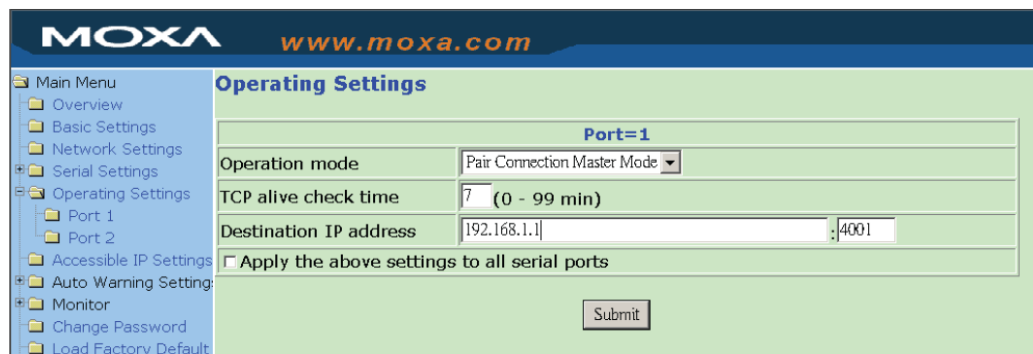 MOXA
www.moxa.com
Main Menu
Overview
Basic Settings
Network Settings
Serial Settings
Operating Settings
Port 1
Port 2
Accessible IP Settings
Auto Warning Setting
Monitor
Change Password
Load Factory Default
Operating Settings
Port=1
Operation mode Pair Connection Master Mode
TCP alive check time 7 (0 - 99 min)
Destination IP address 192.168.1.1 : 4001
Apply the above settings to all serial ports
Submit